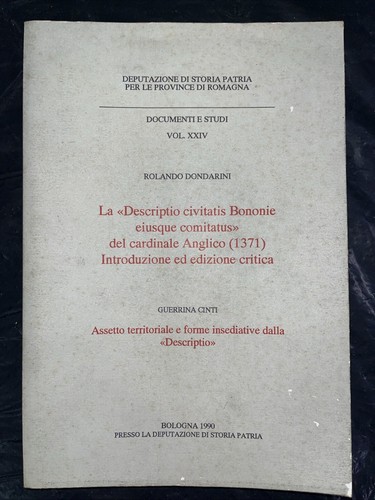 DEPUTAZIONE DI STORIA PATRIA
PER LE PROVINCE DI ROMAGNA
DOCUMENTI E STUDI
VOL. XXIV
ROLANDO DONDARINI
La «Descriptio civitatis Bononie
eiusque comitatus»
del cardinale Anglico (1371)
Introduzione ed edizione critica
GUERRINA CINTI
Assetto territoriale e forme insediative dalla
«Descriptio»
BOLOGNA 1990
PRESSO LA DEPUTAZIONE DI STORIA PATRIA